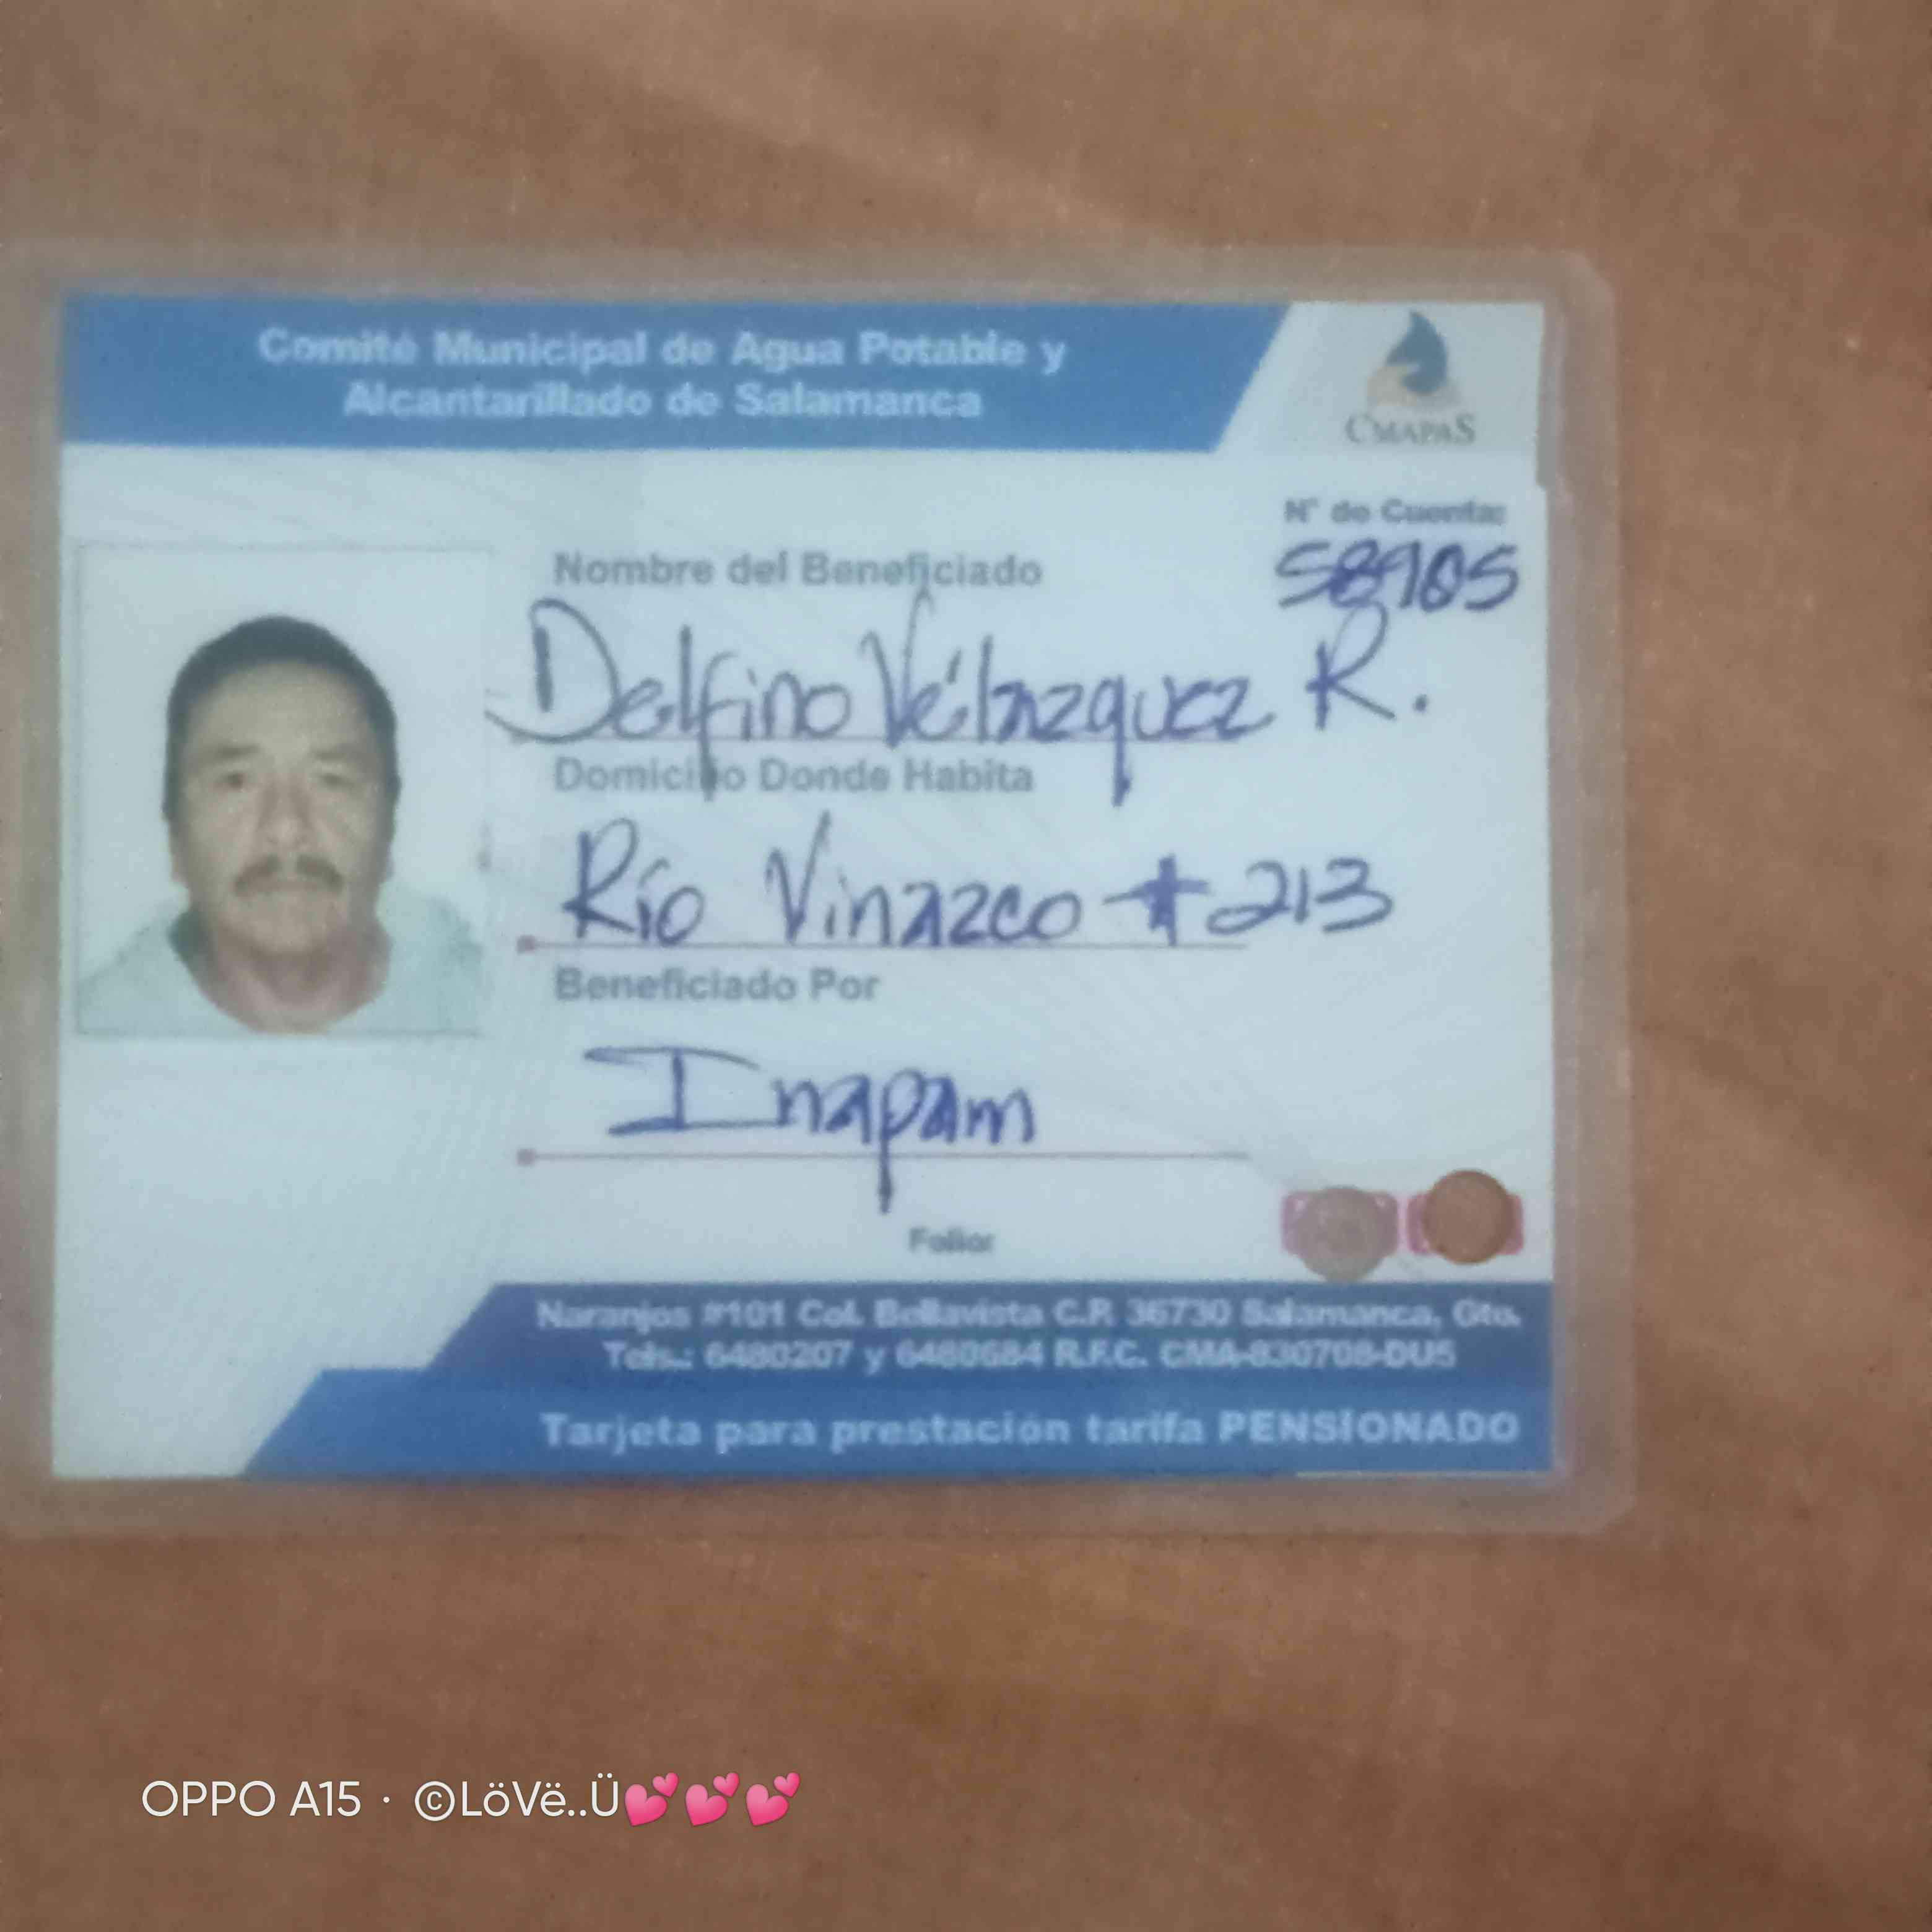 Comité Municipal de Agua Potable y
Alcantarillado de Salamanca
CMAPAS
N° de Cuenta:
58905
Nombre del Beneficiado
Delfino Vélazquez R.
Domicilio Donde Habita
Río Vinazco #213
Beneficiado Por
Inapam
Folio:
Naranjos #101 Col. Bellavista C.P. 36730 Salamanca, Gto.
Tels.: 6480207 y 6480684 R.F.C. CMA-830708-DU5
Tarjeta para prestación tarifa PENSIONADO
OPPO A15 · ©LöVë..Ü💕💕💕